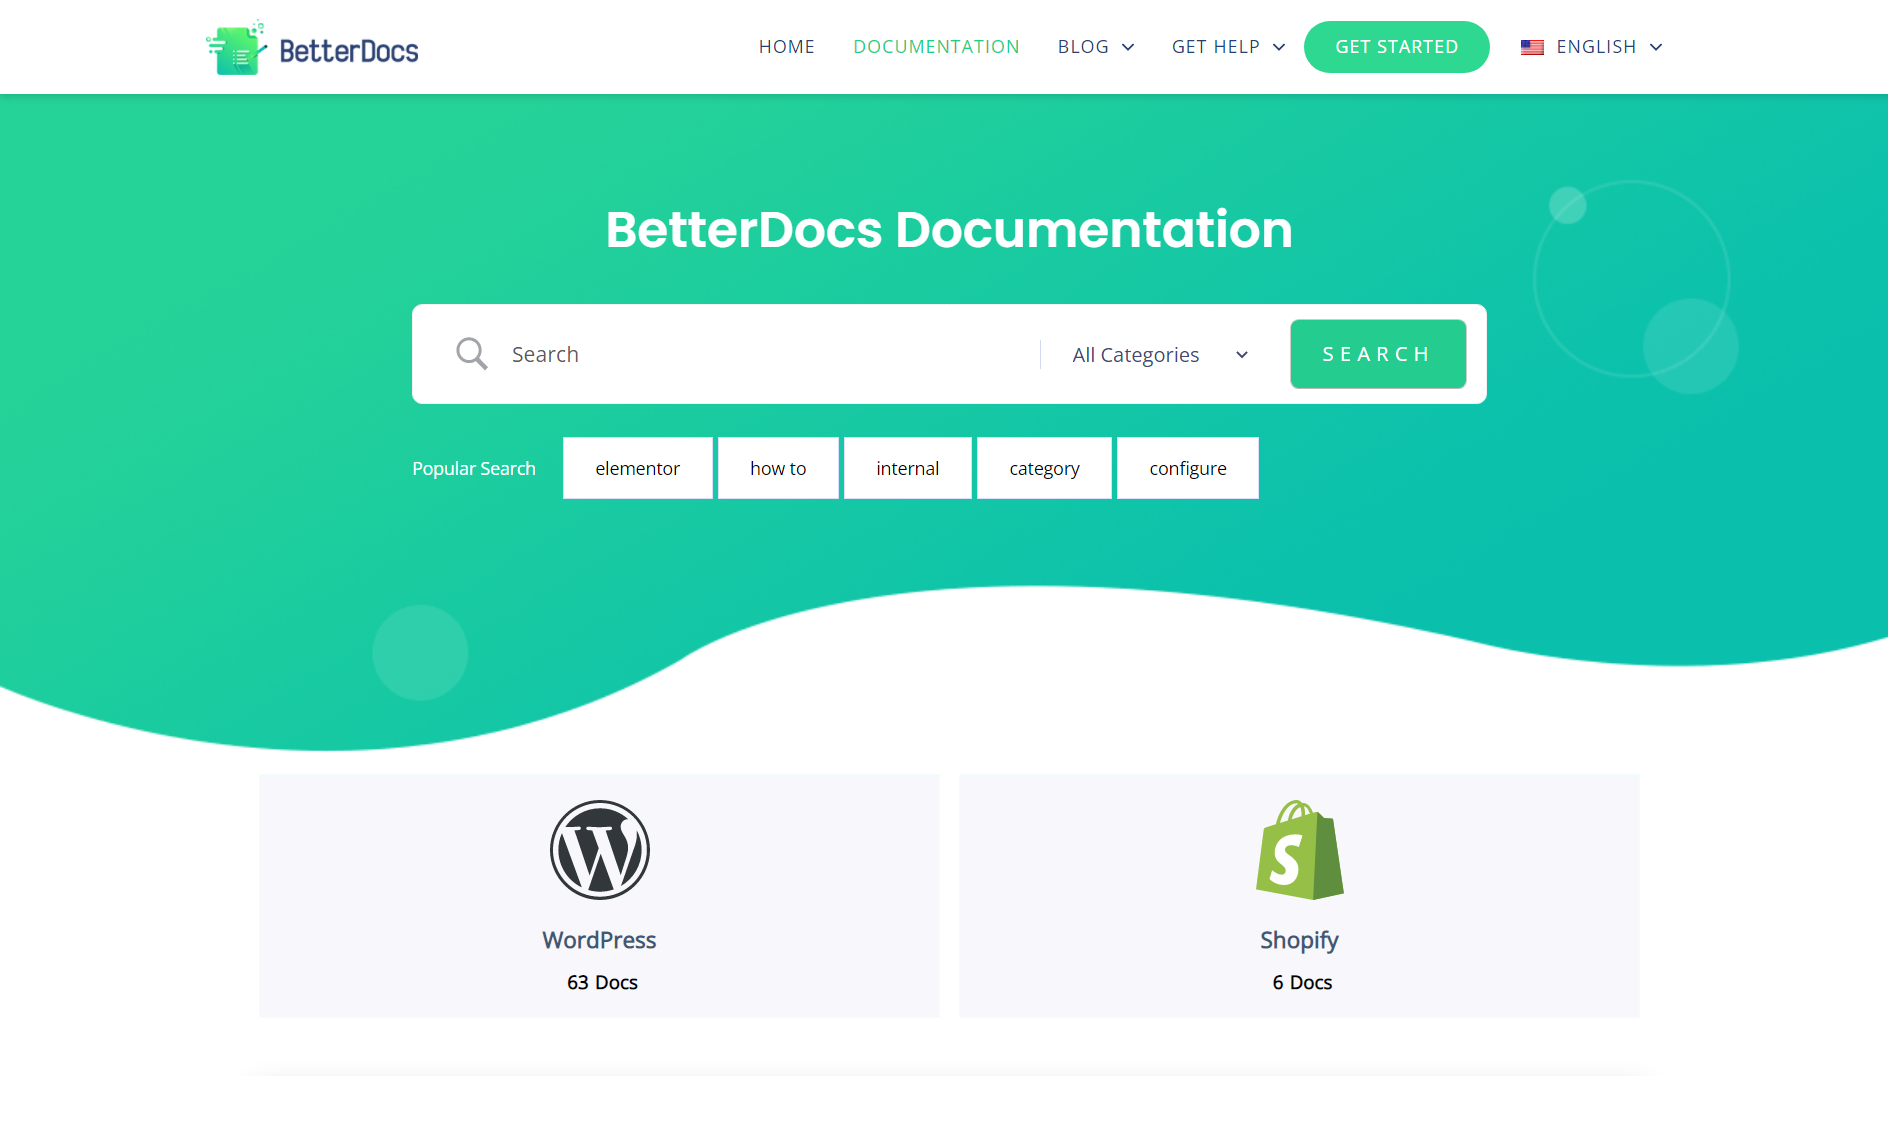 BetterDocs
HOME DOCUMENTATION BLOG GET HELP GET STARTED ENGLISH
BetterDocs Documentation
Search All Categories SEARCH
Popular Search elementor how to internal category configure
WordPress
63 Docs
Shopify
6 Docs